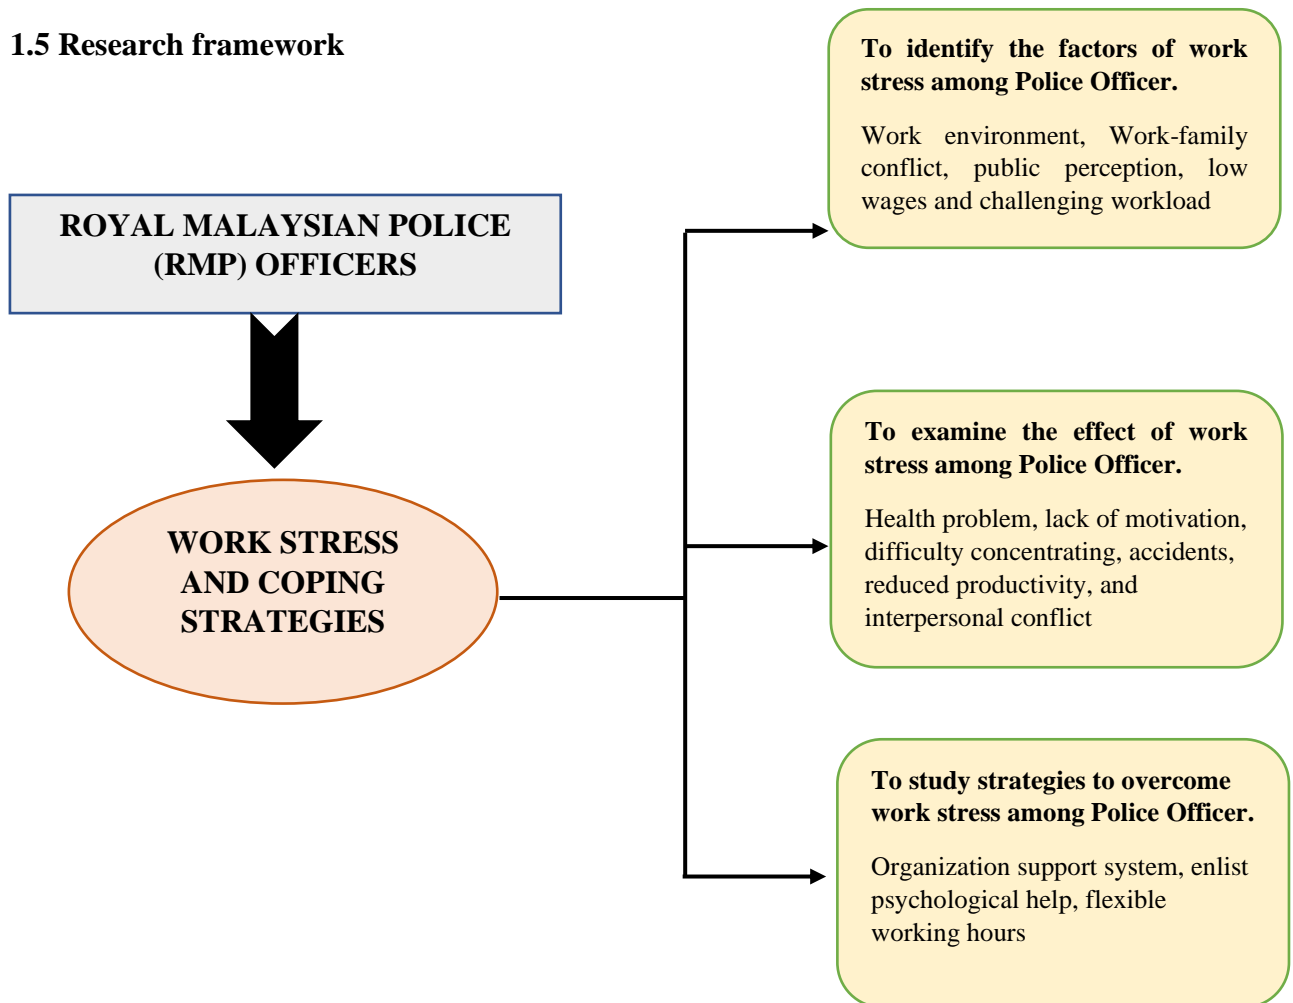 1.5 Research framework
ROYAL MALAYSIAN POLICE
(RMP) OFFICERS
WORK STRESS
AND COPING
STRATEGIES
To identify the factors of work
stress among Police Officer.
Work environment, Work-family
conflict, public perception, low
wages and challenging workload
To examine the effect of work
stress among Police Officer.
Health problem, lack of motivation,
difficulty concentrating, accidents,
reduced productivity, and
interpersonal conflict
To study strategies to overcome
work stress among Police Officer.
Organization support system, enlist
psychological help, flexible
working hours